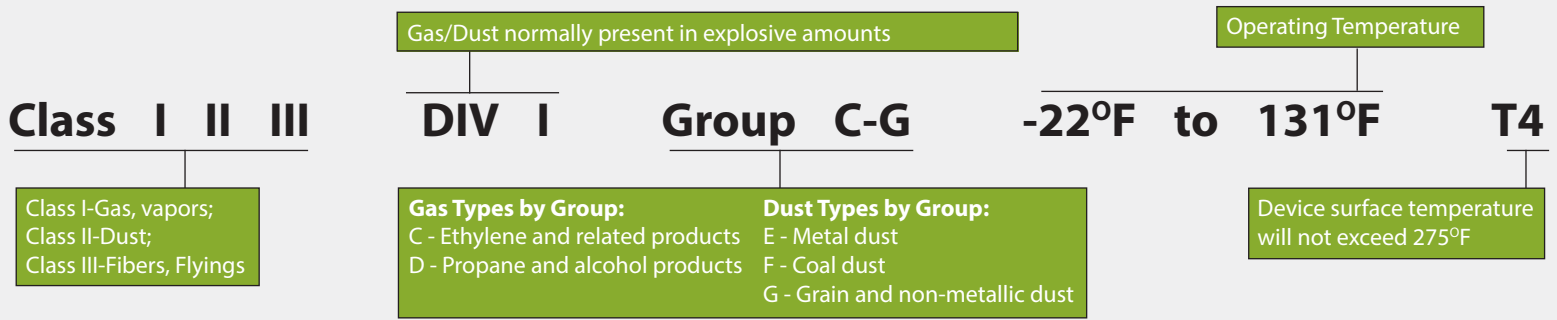 Gas/Dust normally present in explosive amounts
Operating Temperature
Class I II III DIV I Group C-G -22⁰F to 131⁰F T4
Class I-Gas, vapors;
Class II-Dust;
Class III-Fibers, Flyings
Gas Types by Group:
C - Ethylene and related products
D - Propane and alcohol products
Dust Types by Group:
E - Metal dust
F - Coal dust
G - Grain and non-metallic dust
Device surface temperature
will not exceed 275⁰F